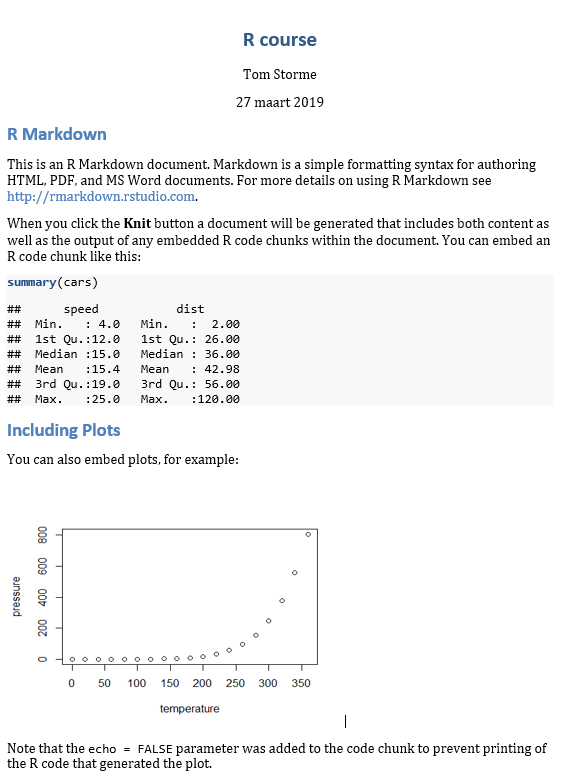 R course
Tom Storme
27 maart 2019
R Markdown
This is an R Markdown document. Markdown is a simple formatting syntax for authoring
HTML, PDF, and MS Word documents. For more details on using R Markdown see
http://rmarkdown.rstudio.com.
When you click the Knit button a document will be generated that includes both content as
well as the output of any embedded R code chunks within the document. You can embed an
R code chunk like this:
summary(cars)
##      speed           dist
##  Min.   : 4.0   Min.   :  2.00
##  1st Qu.:12.0   1st Qu.: 26.00
##  Median :15.0   Median : 36.00
##  Mean   :15.4   Mean   : 42.98
##  3rd Qu.:19.0   3rd Qu.: 56.00
##  Max.   :25.0   Max.   :120.00
Including Plots
You can also embed plots, for example:
800
600
400
200
0
pressure
0 50 100 150 200 250 300 350
temperature
Note that the echo = FALSE parameter was added to the code chunk to prevent printing of
the R code that generated the plot.